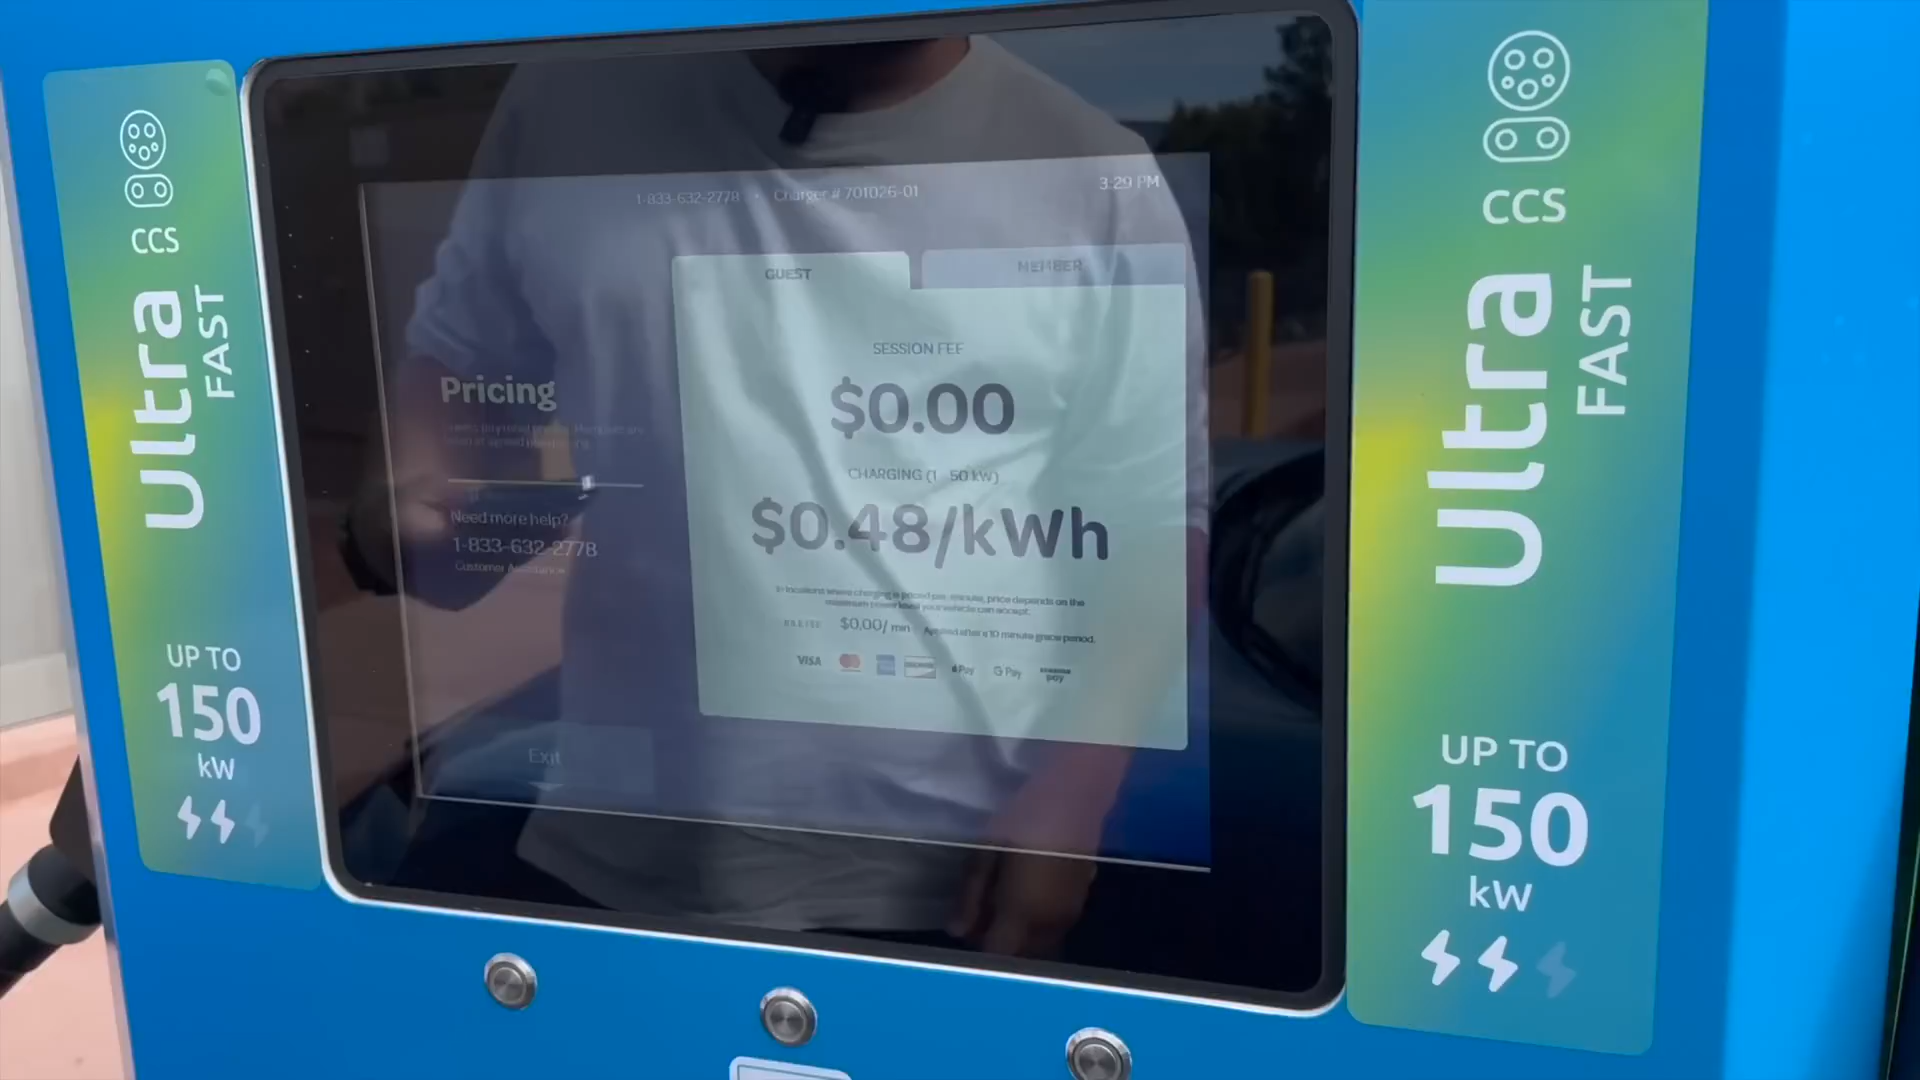 CCS
Ultra
FAST
UP TO
150
kW
1-833-632-2778 • Charger # 701026-01
3:29 PM
GUEST
MEMBER
Pricing
Need more help?
1-833-632-2778
Customer Assistance
Exit
SESSION FEE
$0.00
CHARGING (1 - 50 kW)
$0.48/kWh
In locations where charging is priced per minute, price depends on the
maximum power level your vehicle can accept.
$0.00/ min Applied after a 10 minute grace period.
VISA
DISCOVER
Pay
G Pay
Pay
CCS
Ultra
FAST
UP TO
150
kW